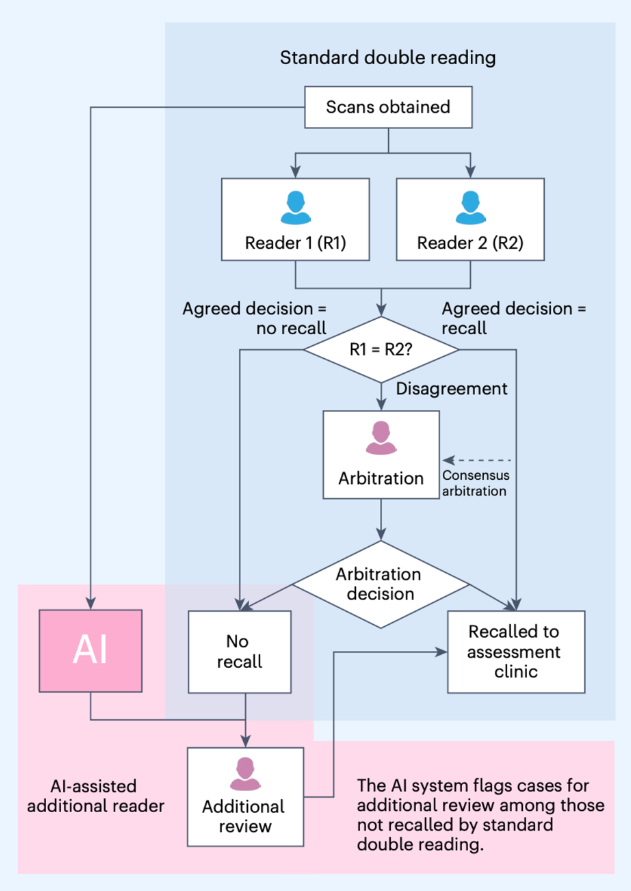 Standard double reading
Scans obtained
Reader 1 (R1)
Reader 2 (R2)
Agreed decision =
no recall
Agreed decision =
recall
R1 = R2?
Disagreement
Arbitration
Consensus
arbitration
Arbitration
decision
AI
No
recall
Recalled to
assessment
clinic
AI-assisted
additional reader
Additional
review
The AI system flags cases for
additional review among those
not recalled by standard
double reading.